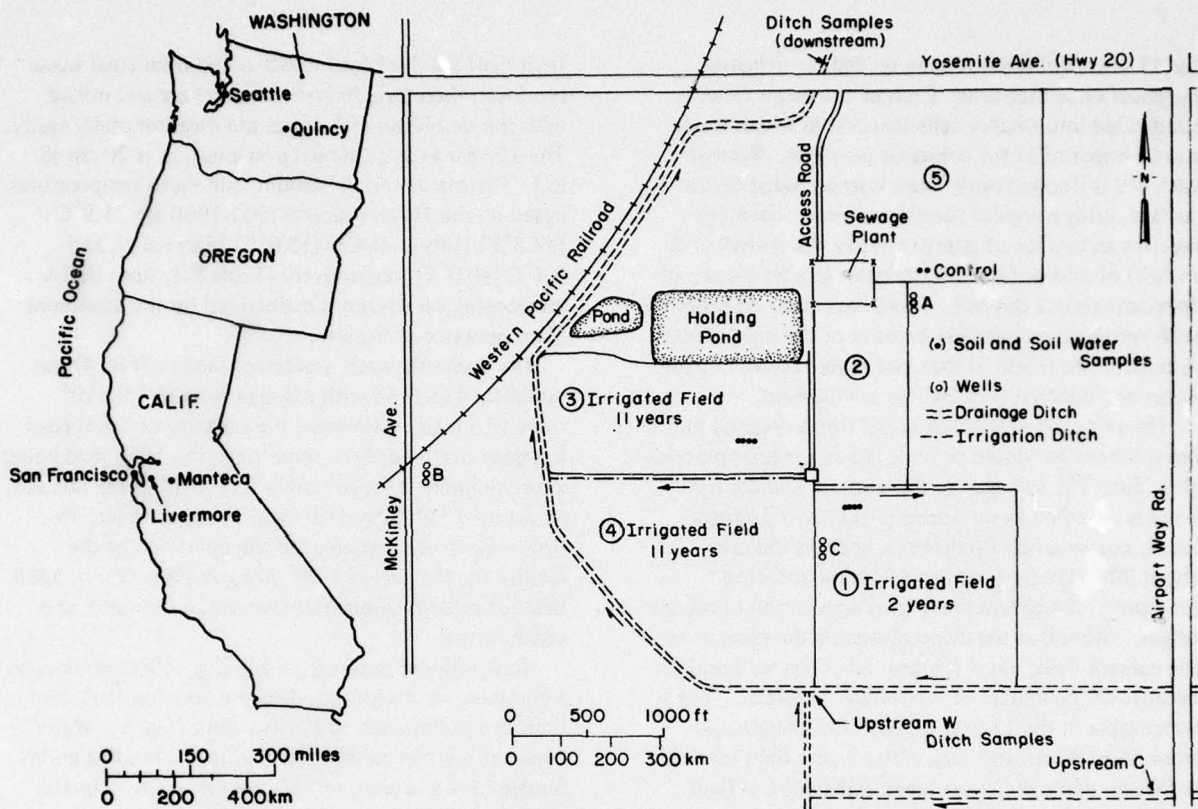 WASHINGTON
Seattle
Quincy
OREGON
Pacific Ocean
CALIF.
San Francisco
Manteca
Livermore
0 150 300 miles
0 200 400km
Ditch Samples
(downstream)
Yosemite Ave. (Hwy 20)
N
Western Pacific Railroad
McKinley Ave.
Access Road
5
Sewage
Plant
Control
A
Pond
Holding
Pond
2
(•) Soil and Soil Water
Samples
(o) Wells
Drainage Ditch
Irrigation Ditch
3 Irrigated Field
11 years
B
4 Irrigated Field
11 years
C
1 Irrigated Field
2 years
Airport Way Rd.
0 500 1000 ft
0 100 200 300 km
Upstream W
Ditch Samples
Upstream C